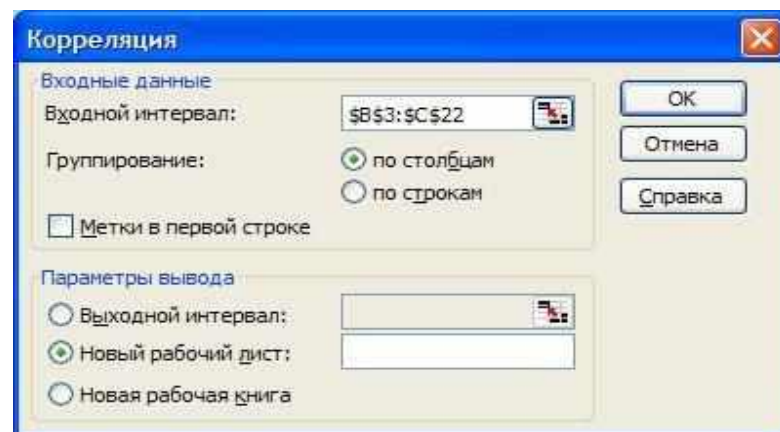 Корреляция
Входные данные
Входной интервал: $B$3:$C$22
Группирование: по столбцам
по строкам
Метки в первой строке
OK
Отмена
Справка
Параметры вывода
Выходной интервал:
Новый рабочий лист:
Новая рабочая книга